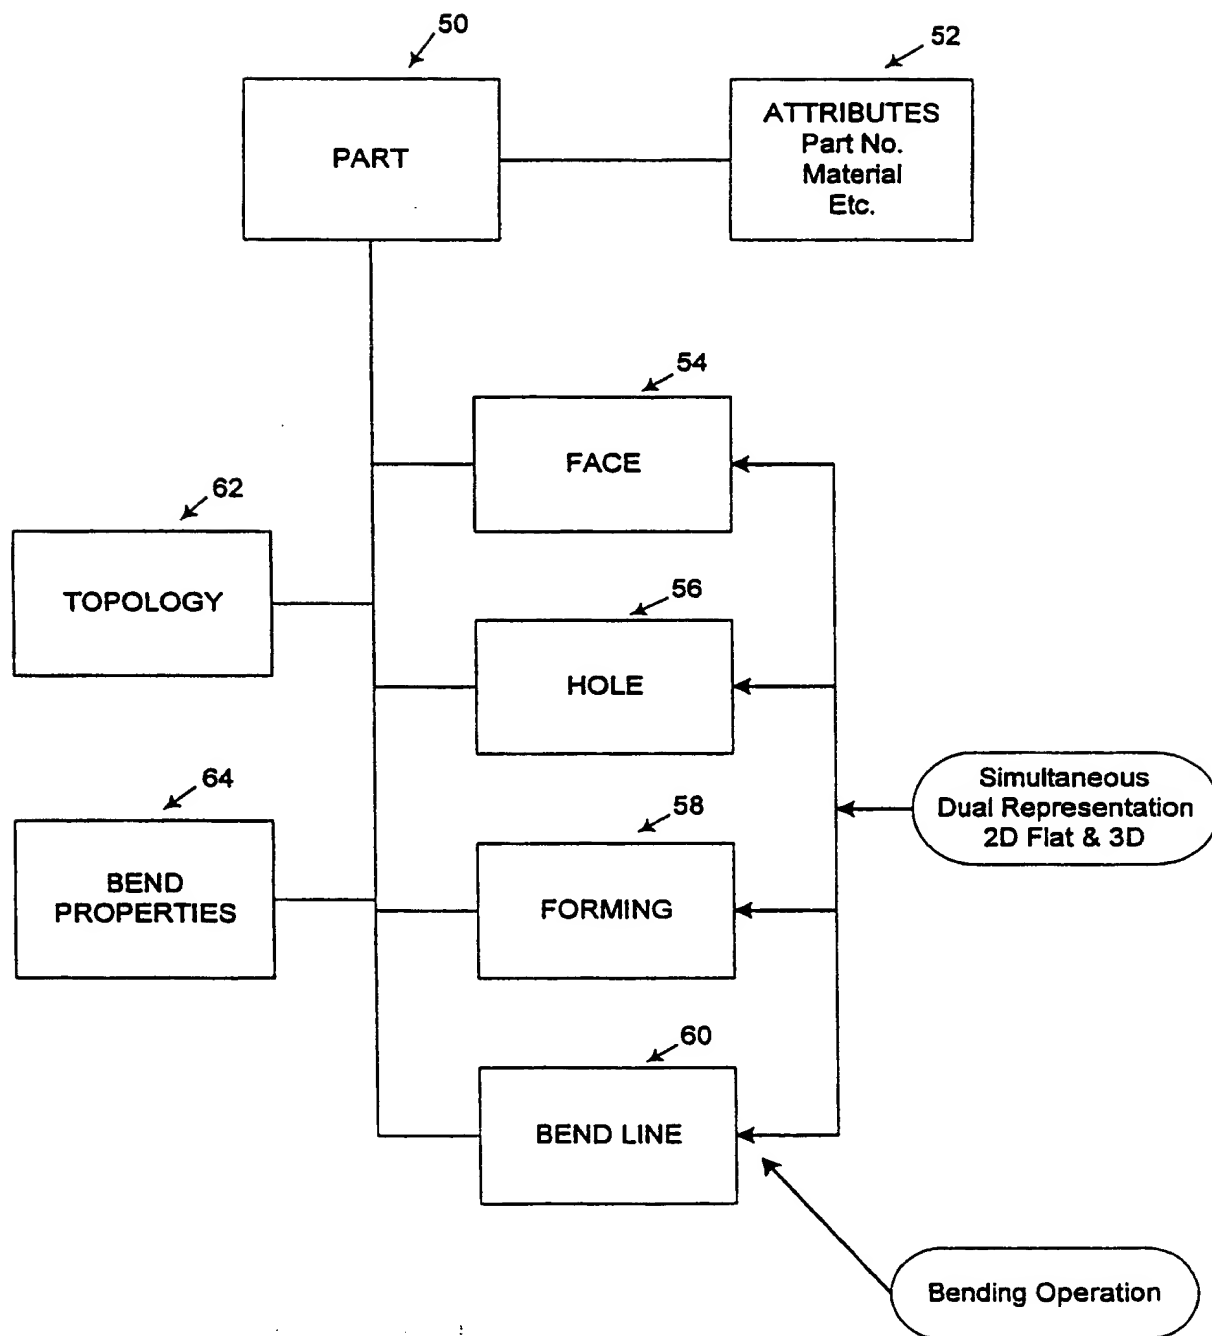 50
52
PART
ATTRIBUTES
Part No.
Material
Etc.
54
FACE
62
TOPOLOGY
56
HOLE
64
BEND
PROPERTIES
58
FORMING
Simultaneous
Dual Representation
2D Flat & 3D
60
BEND LINE
Bending Operation